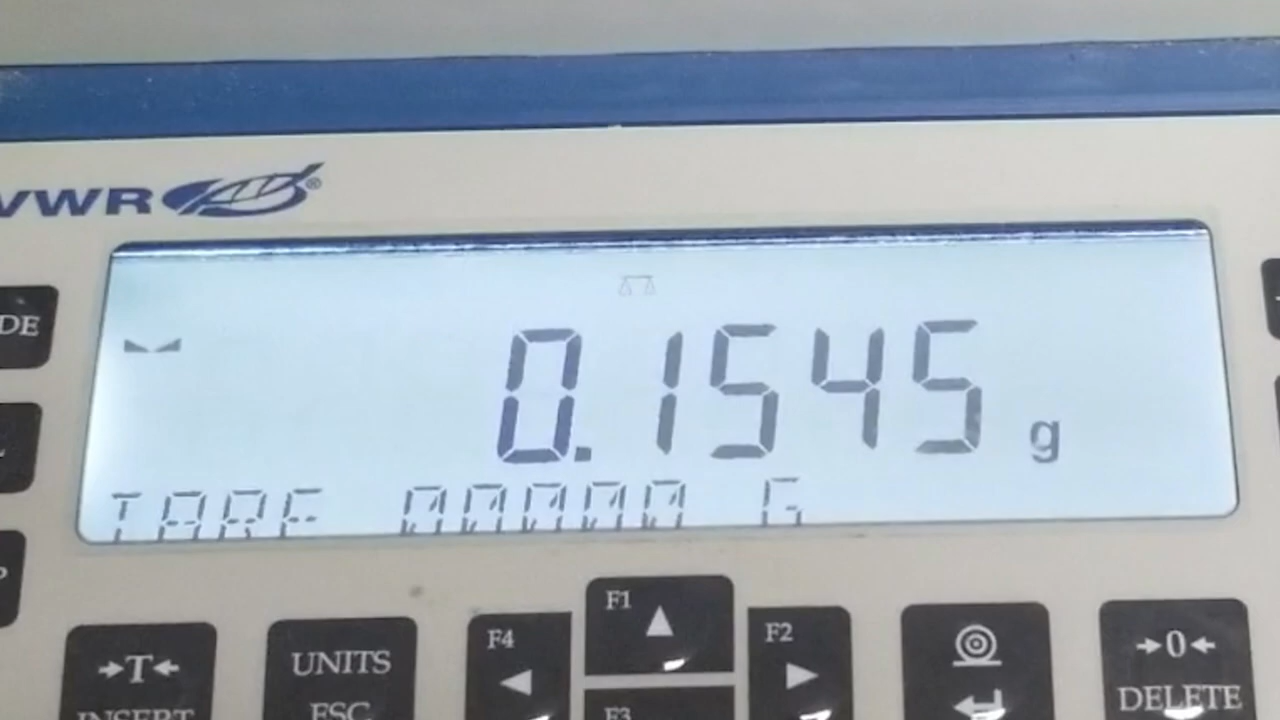 VWR®
DE
0.1545 g
TARE 00000 G
F1
F4
F2
→T←
UNITS
→0←
INSERT
ESC
F3
DELETE